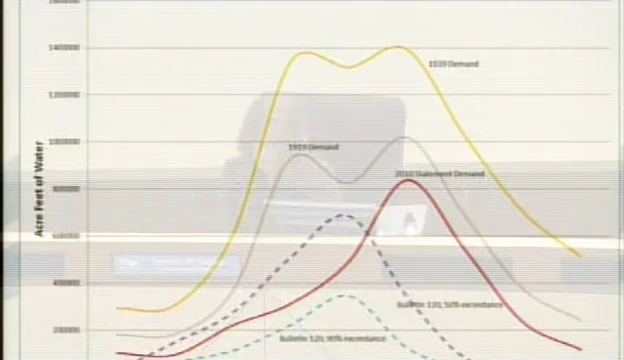 1400000
1200000
1000000
800000
600000
400000
200000
Acre Feet of Water
1939 Demand
1919 Demand
2010 Statement Demand
Bulletin 120, 50% exceedance
Bulletin 120, 90% exceedance